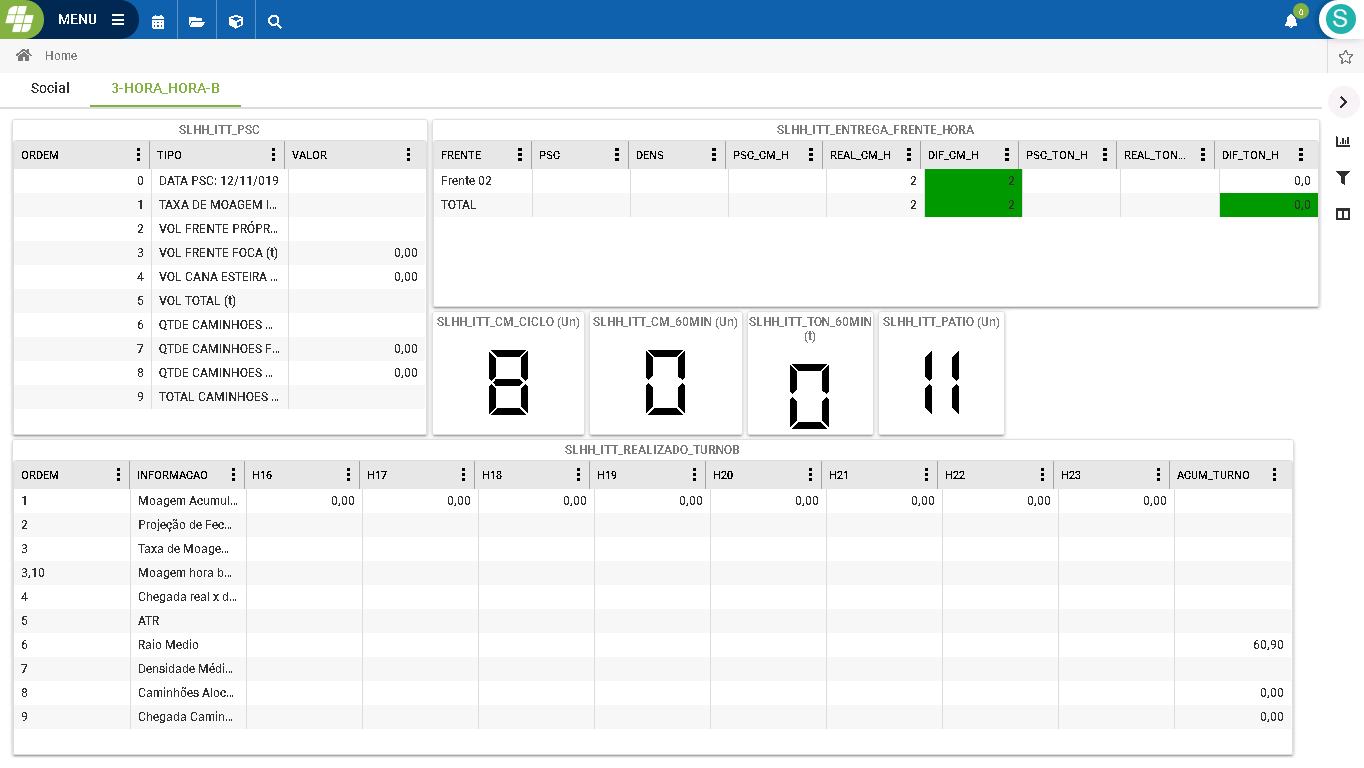 MENU
0
S
Home
Social 3-HORA_HORA-B
SLHH_ITT_PSC
ORDEM TIPO VALOR
0 DATA PSC: 12/11/019
1 TAXA DE MOAGEM I...
2 VOL FRENTE PRÓPR...
3 VOL FRENTE FOCA (t) 0,00
4 VOL CANA ESTEIRA ... 0,00
5 VOL TOTAL (t)
6 QTDE CAMINHOES ...
7 QTDE CAMINHOES F... 0,00
8 QTDE CAMINHOES ... 0,00
9 TOTAL CAMINHOES ...
SLHH_ITT_ENTREGA_FRENTE_HORA
FRENTE PSC DENS PSC_CM_H REAL_CM_H DIF_CM_H PSC_TON_H REAL_TON... DIF_TON_H
Frente 02 2 2 0,0
TOTAL 2 2 0,0
SLHH_ITT_CM_CICLO (Un)
8
SLHH_ITT_CM_60MIN (Un)
0
SLHH_ITT_TON_60MIN
(t)
0
SLHH_ITT_PATIO (Un)
11
SLHH_ITT_REALIZADO_TURNOB
ORDEM INFORMACAO H16 H17 H18 H19 H20 H21 H22 H23 ACUM_TURNO
1 Moagem Acumul... 0,00 0,00 0,00 0,00 0,00 0,00 0,00 0,00
2 Projeção de Fec...
3 Taxa de Moage...
3,10 Moagem hora b...
4 Chegada real x d...
5 ATR
6 Raio Medio 60,90
7 Densidade Médi...
8 Caminhões Aloc... 0,00
9 Chegada Camin... 0,00